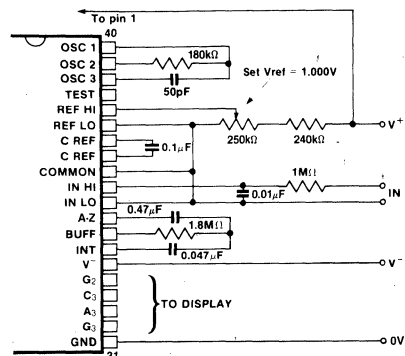 To pin 1
40
OSC 1
OSC 2
OSC 3
TEST
REF HI
REF LO
C REF
C REF
COMMON
IN HI
IN LO
A-Z
BUFF
INT
V⁻
G₂
C₃
A₃
G₃
GND
21
180kΩ
50pF
Set Vref = 1.000V
250kΩ
240kΩ
V⁺
0.1μF
1MΩ
0.01μF
IN
0.47μF
1.8MΩ
0.047μF
V⁻
TO DISPLAY
0V